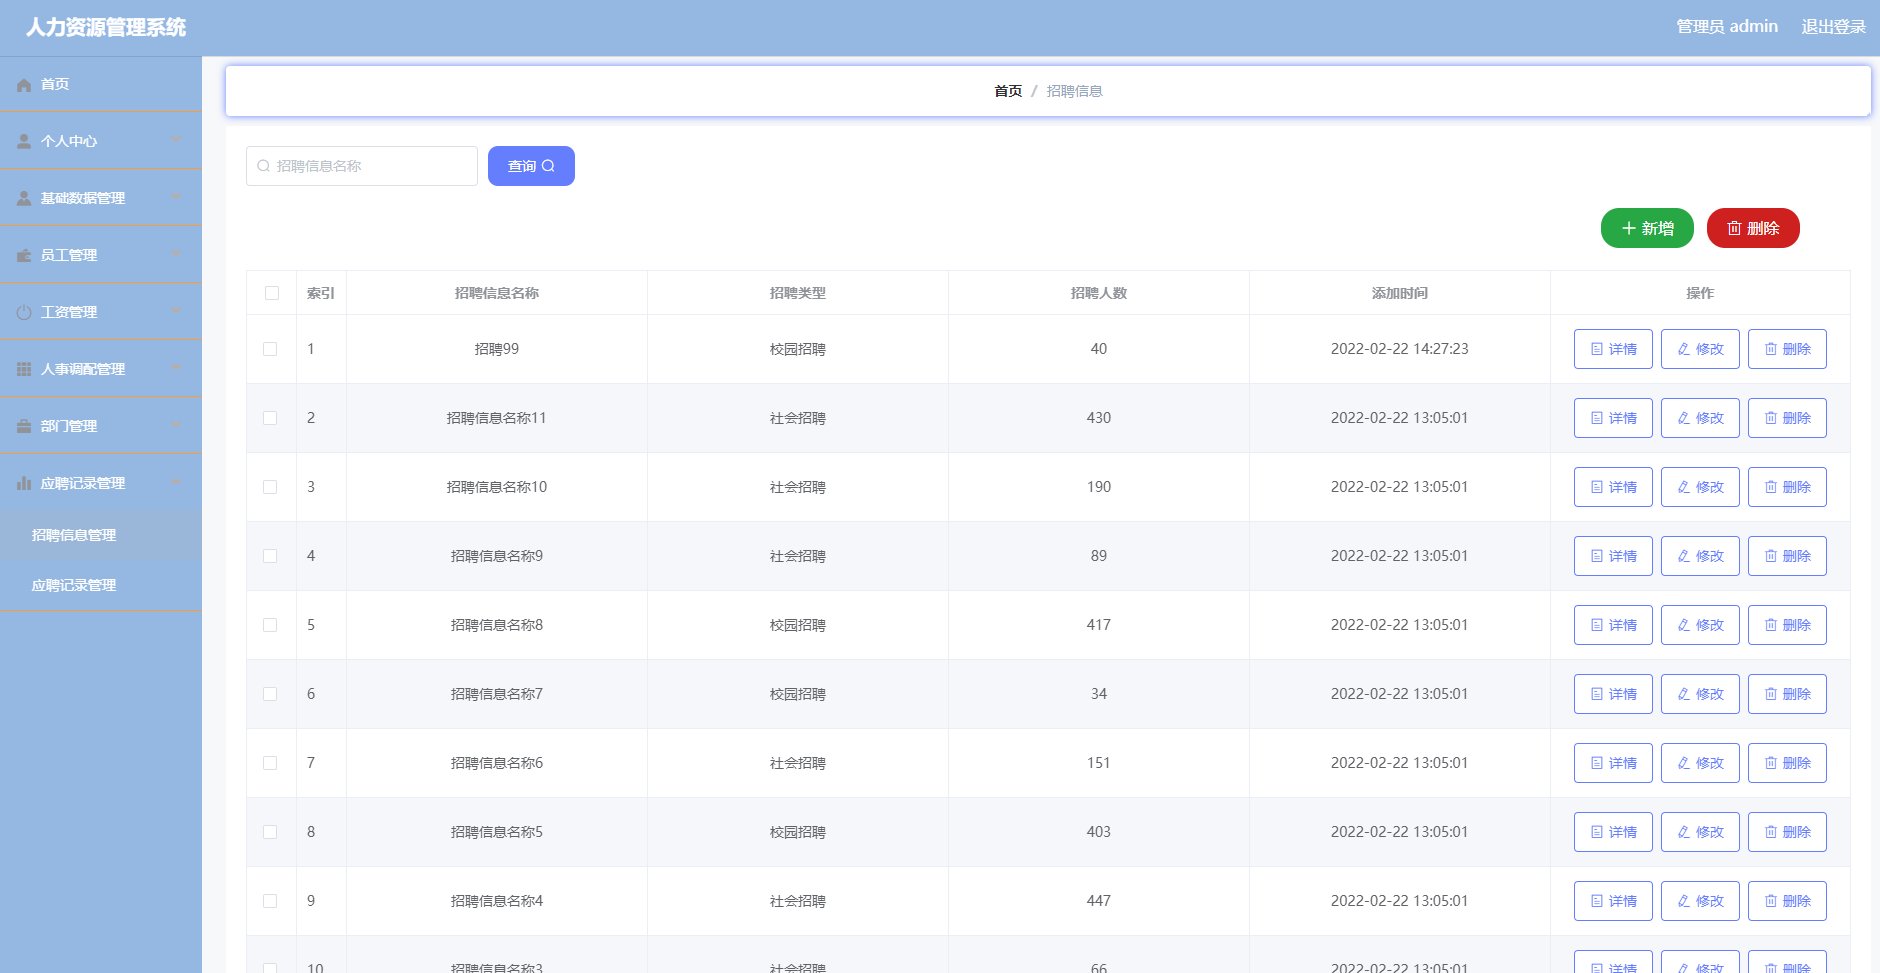 人力资源管理系统
管理员 admin 退出登录
首页
个人中心
基础数据管理
员工管理
工资管理
人事调配管理
部门管理
应聘记录管理
招聘信息管理
应聘记录管理
首页 / 招聘信息
招聘信息名称 查询
新增 删除
索引 招聘信息名称 招聘类型 招聘人数 添加时间 操作
1 招聘99 校园招聘 40 2022-02-22 14:27:23 详情 修改 删除
2 招聘信息名称11 社会招聘 430 2022-02-22 13:05:01 详情 修改 删除
3 招聘信息名称10 社会招聘 190 2022-02-22 13:05:01 详情 修改 删除
4 招聘信息名称9 社会招聘 89 2022-02-22 13:05:01 详情 修改 删除
5 招聘信息名称8 校园招聘 417 2022-02-22 13:05:01 详情 修改 删除
6 招聘信息名称7 校园招聘 34 2022-02-22 13:05:01 详情 修改 删除
7 招聘信息名称6 社会招聘 151 2022-02-22 13:05:01 详情 修改 删除
8 招聘信息名称5 校园招聘 403 2022-02-22 13:05:01 详情 修改 删除
9 招聘信息名称4 社会招聘 447 2022-02-22 13:05:01 详情 修改 删除
10 招聘信息名称3 社会招聘 66 2022-02-22 13:05:01 详情 修改 删除